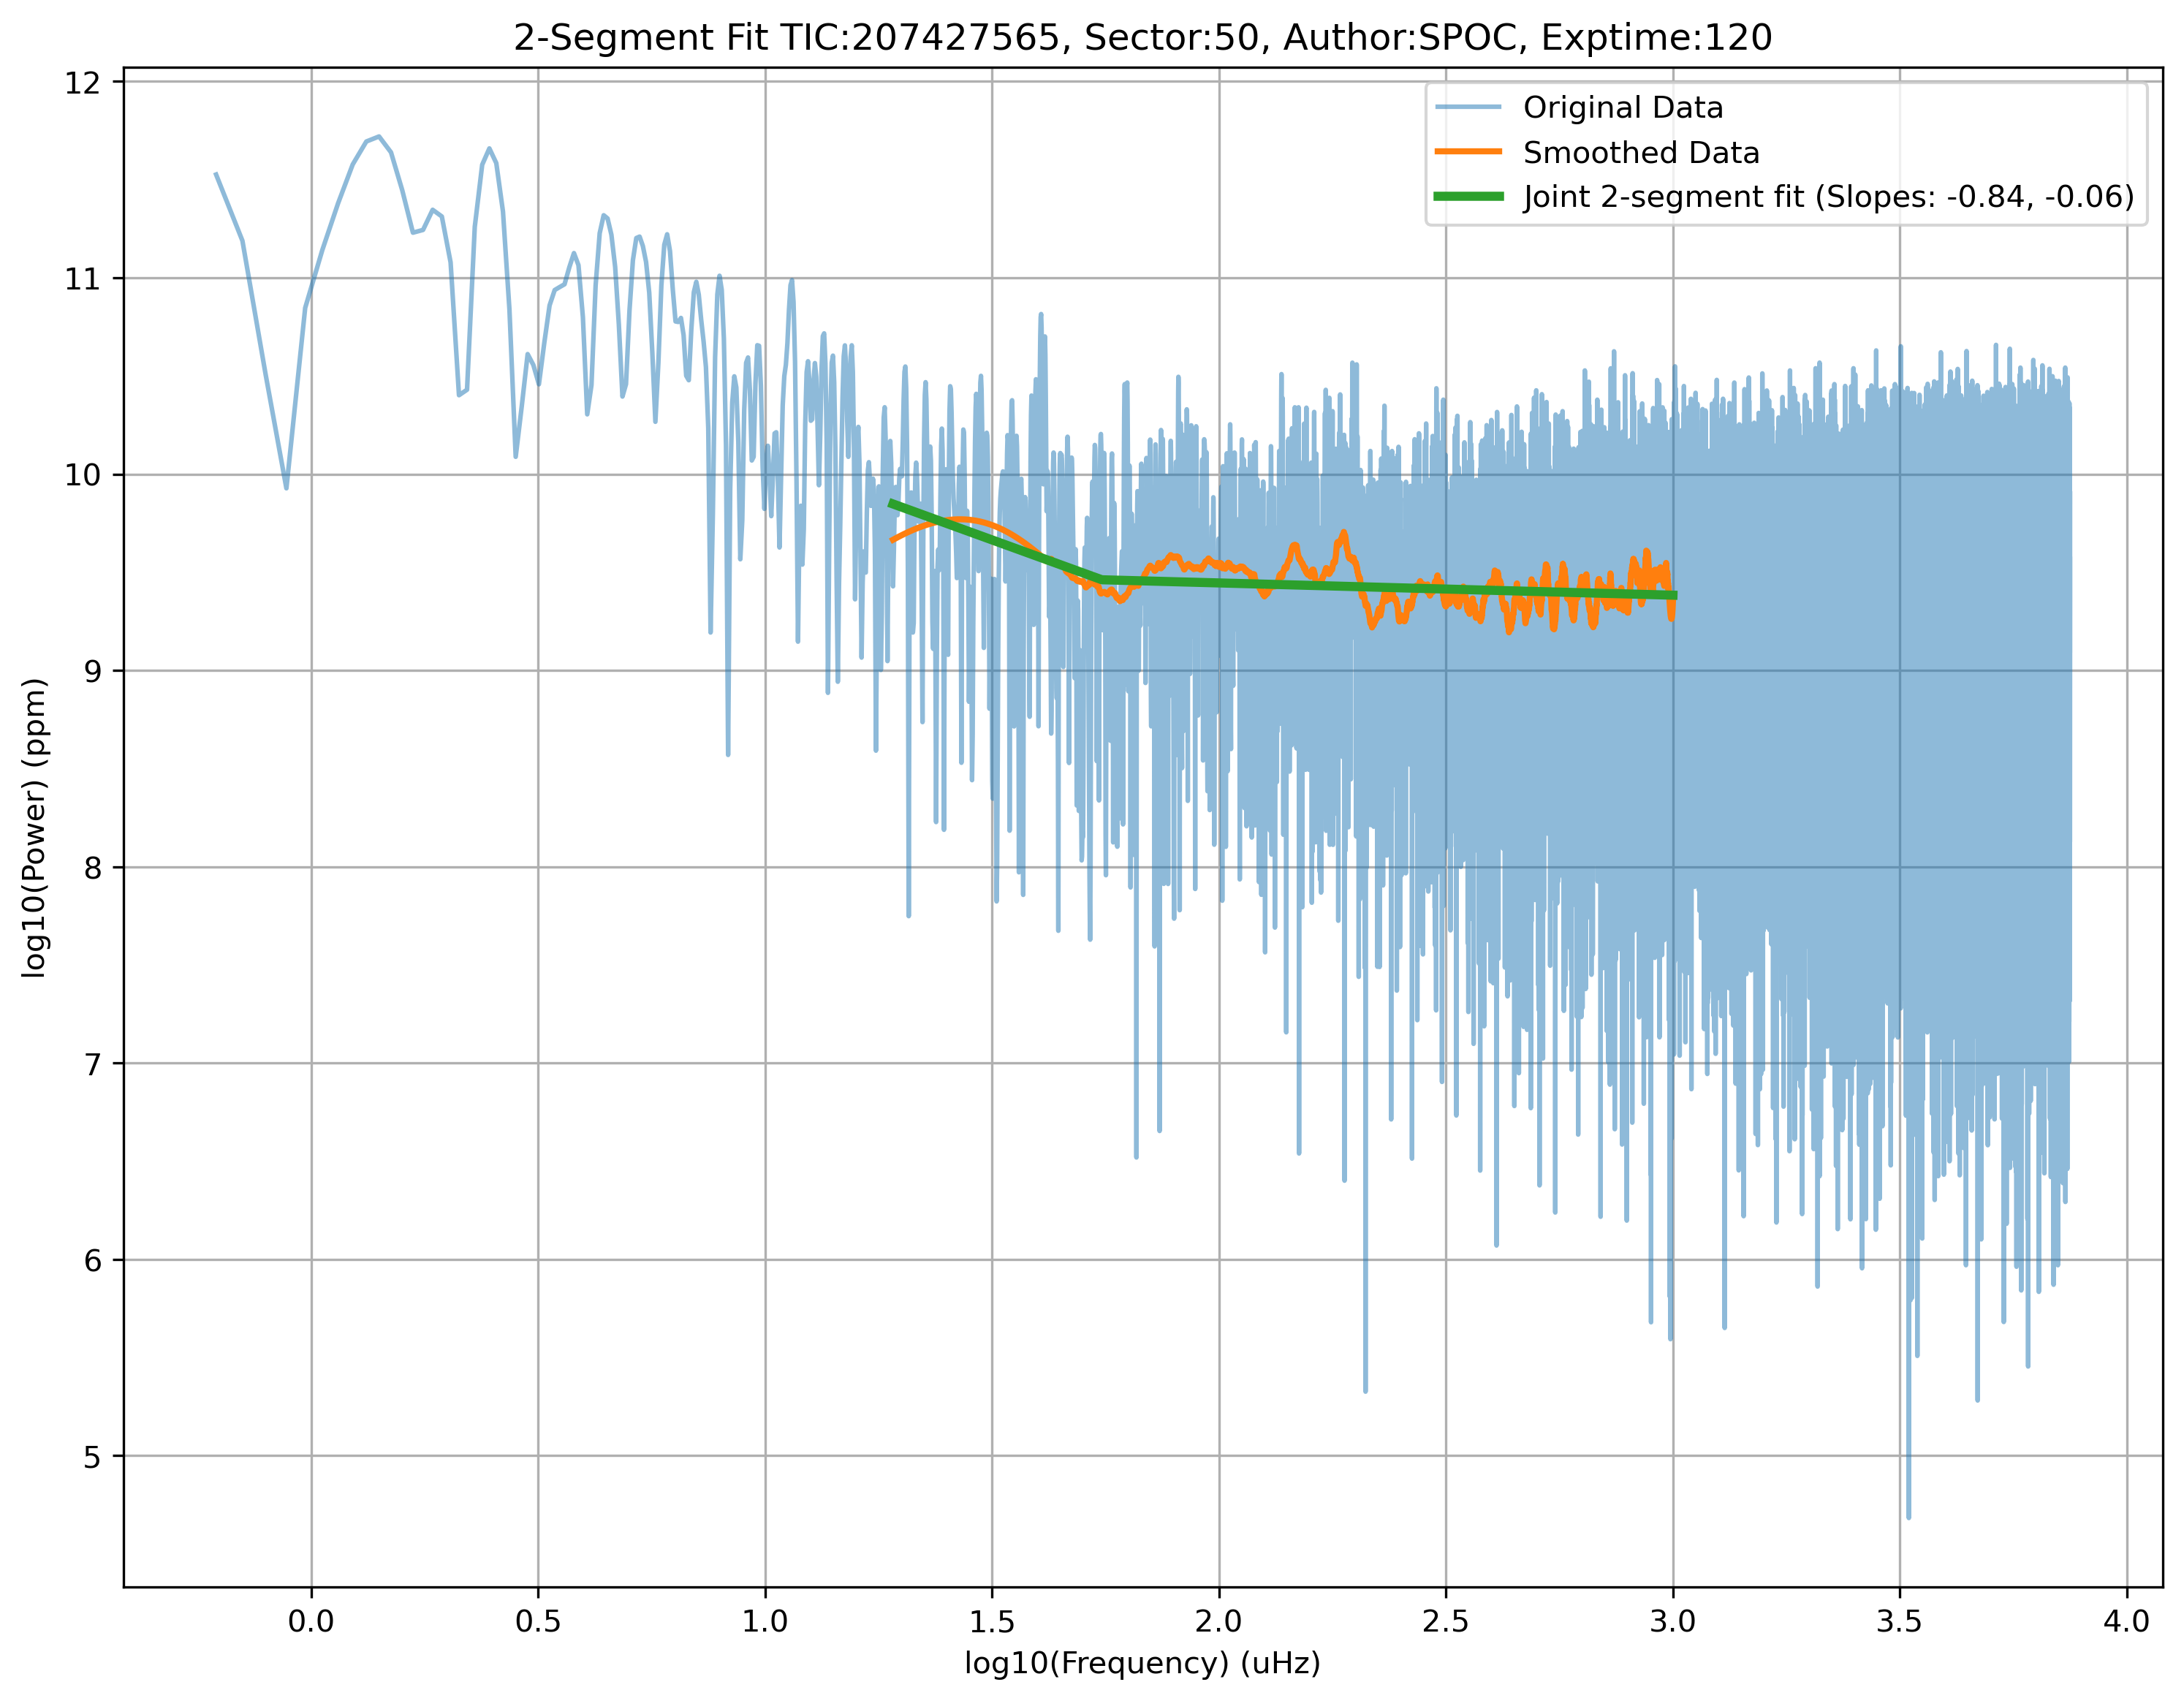 2-Segment Fit TIC:207427565, Sector:50, Author:SPOC, Exptime:120
Original Data
Smoothed Data
Joint 2-segment fit (Slopes: -0.84, -0.06)
log10(Power) (ppm)
12
11
10
9
8
7
6
5
0.0 0.5 1.0 1.5 2.0 2.5 3.0 3.5 4.0
log10(Frequency) (uHz)